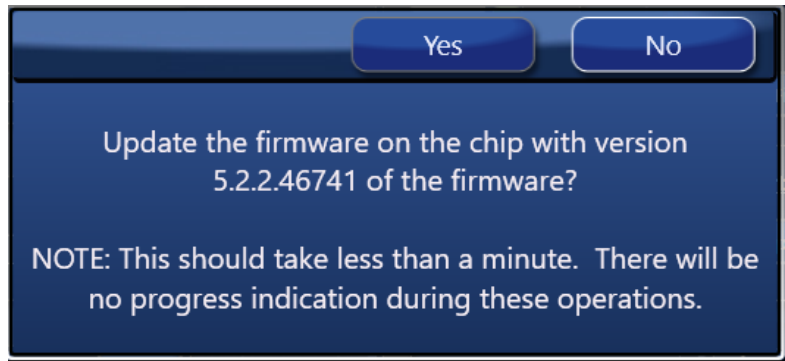 Yes No
Update the firmware on the chip with version
5.2.2.46741 of the firmware?
NOTE: This should take less than a minute.  There will be
no progress indication during these operations.